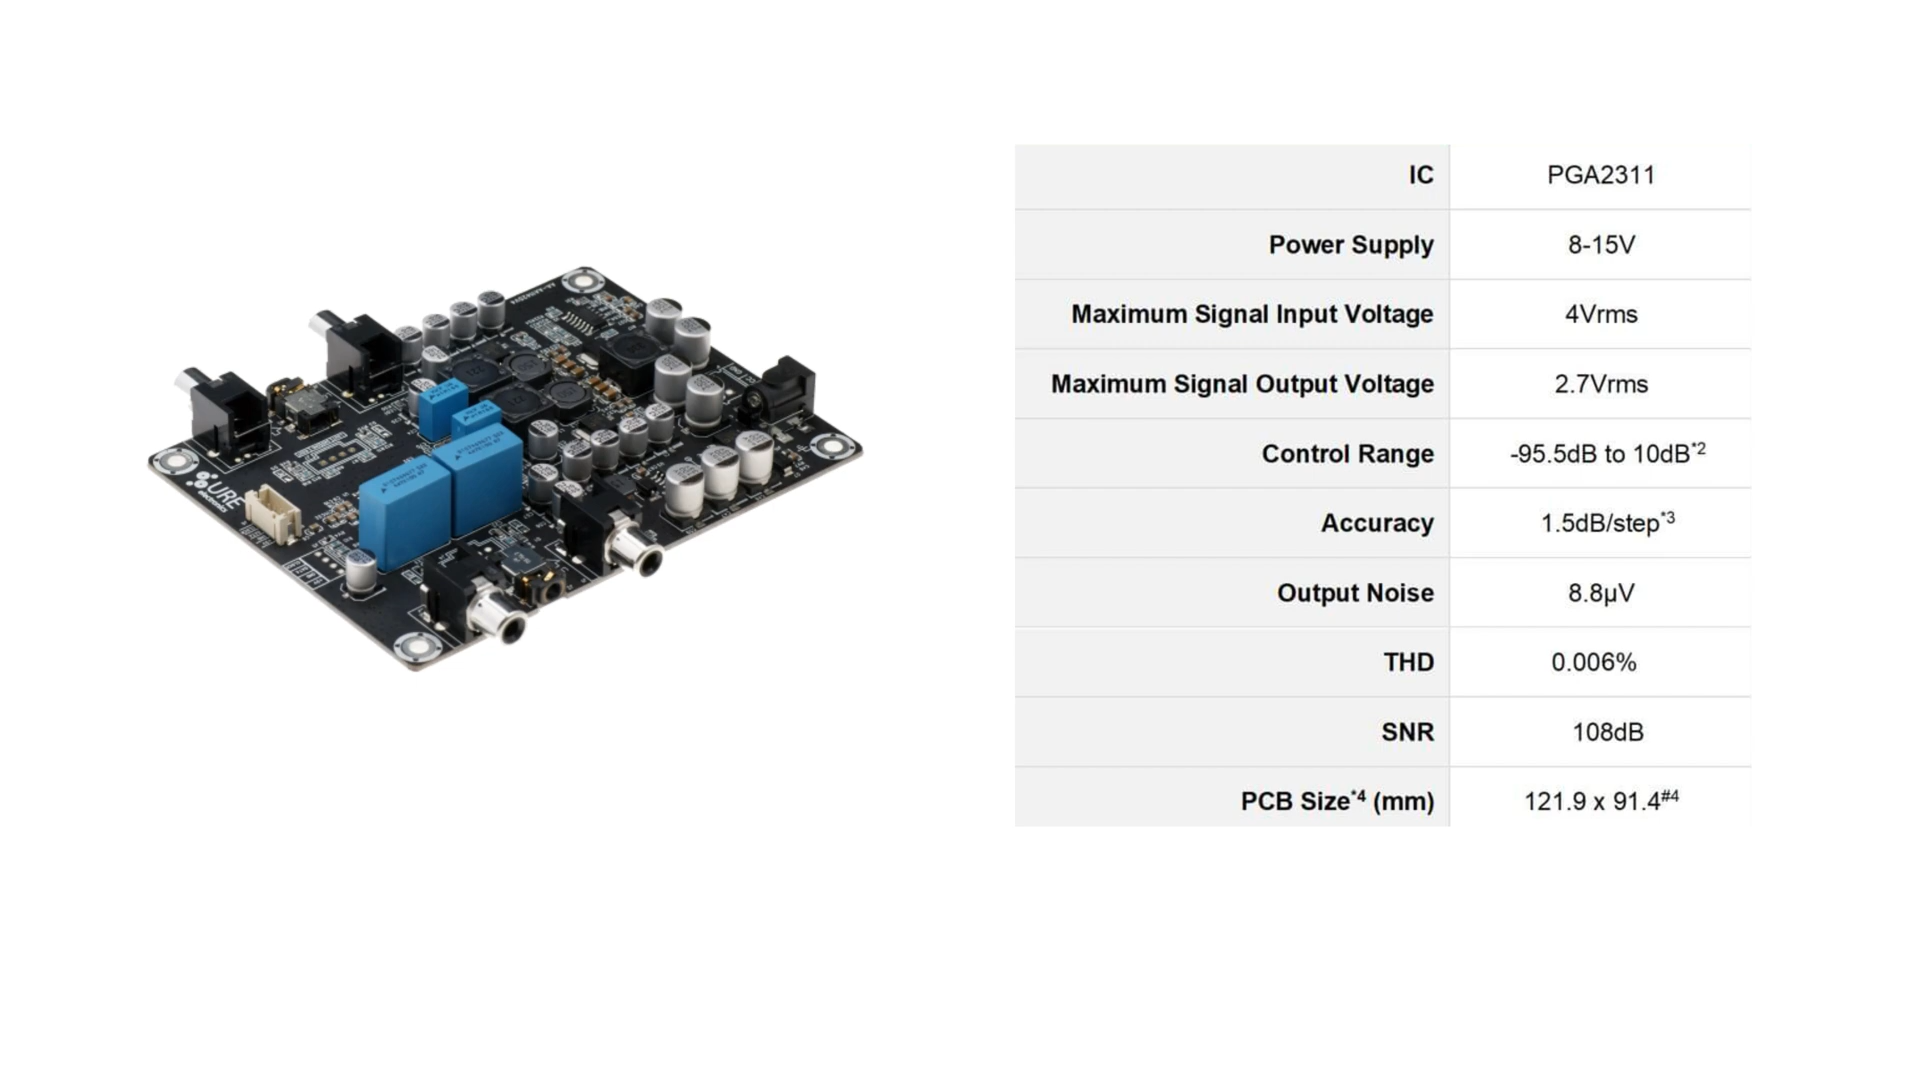 SURE
electronics
IC PGA2311
Power Supply 8-15V
Maximum Signal Input Voltage 4Vrms
Maximum Signal Output Voltage 2.7Vrms
Control Range -95.5dB to 10dB*2
Accuracy 1.5dB/step*3
Output Noise 8.8µV
THD 0.006%
SNR 108dB
PCB Size*4 (mm) 121.9 x 91.4#4